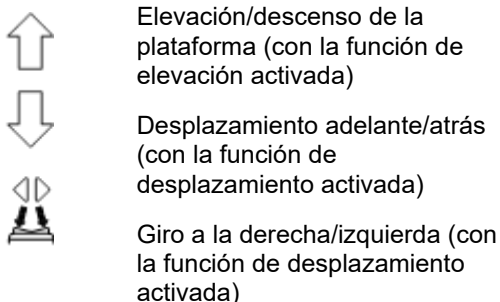 Elevación/descenso de la
plataforma (con la función de
elevación activada)
Desplazamiento adelante/atrás
(con la función de
desplazamiento activada)
Giro a la derecha/izquierda (con
la función de desplazamiento
activada)